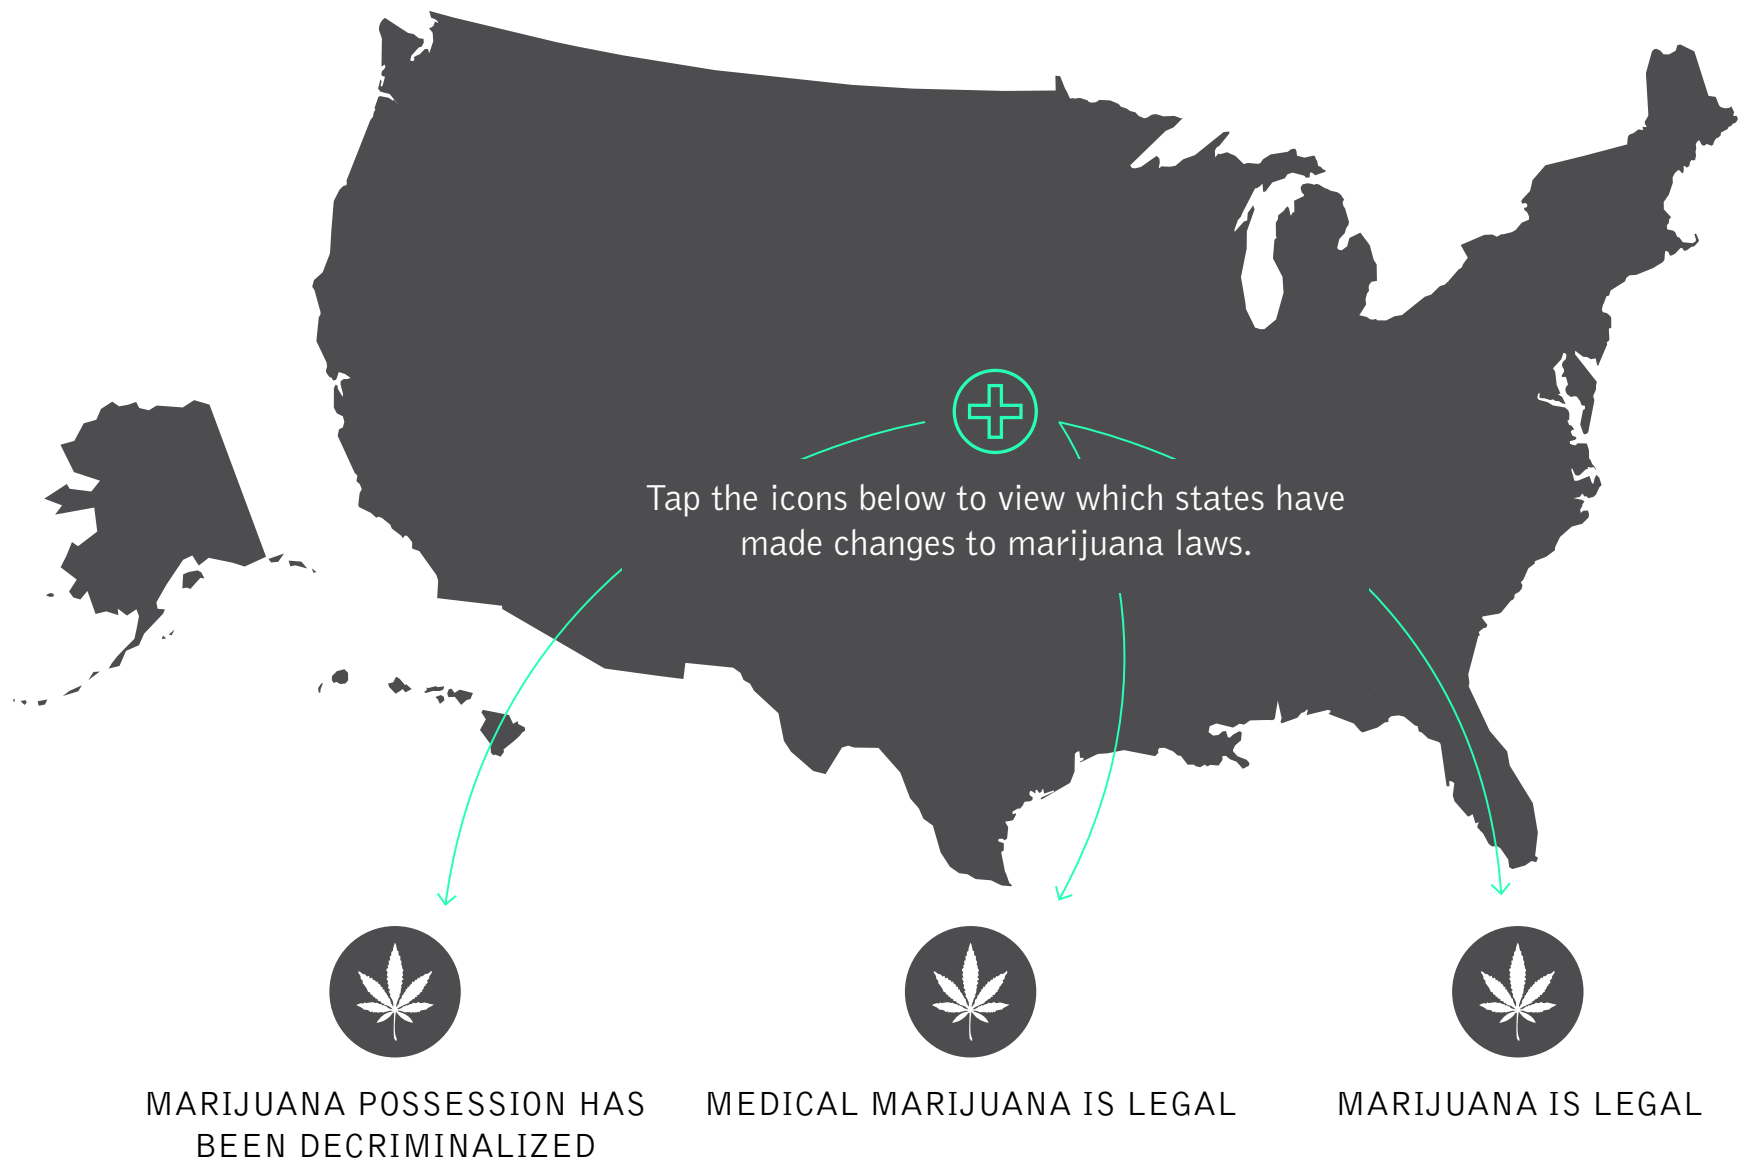 Tap the icons below to view which states have
made changes to marijuana laws.
MARIJUANA POSSESSION HAS
BEEN DECRIMINALIZED
MEDICAL MARIJUANA IS LEGAL
MARIJUANA IS LEGAL